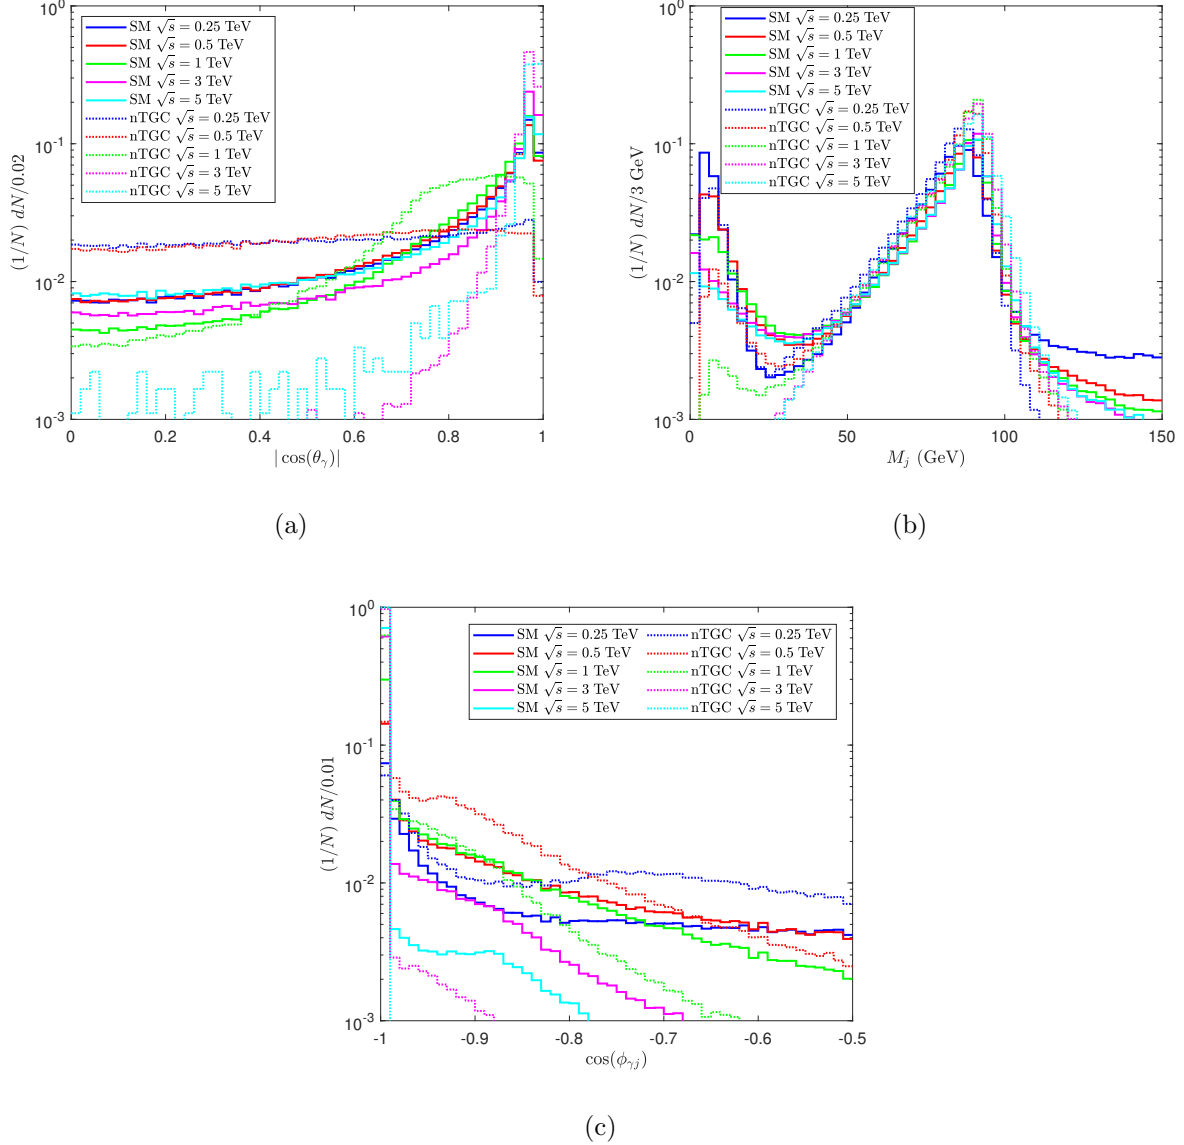 10⁰
10⁻¹
10⁻²
10⁻³
(1/N) dN/0.02
SM √s = 0.25 TeV
SM √s = 0.5 TeV
SM √s = 1 TeV
SM √s = 3 TeV
SM √s = 5 TeV
nTGC √s = 0.25 TeV
nTGC √s = 0.5 TeV
nTGC √s = 1 TeV
nTGC √s = 3 TeV
nTGC √s = 5 TeV
0 0.2 0.4 0.6 0.8 1
|cos(θ_γ)|
(a)
10⁰
10⁻¹
10⁻²
10⁻³
(1/N) dN/3 GeV
SM √s = 0.25 TeV
SM √s = 0.5 TeV
SM √s = 1 TeV
SM √s = 3 TeV
SM √s = 5 TeV
nTGC √s = 0.25 TeV
nTGC √s = 0.5 TeV
nTGC √s = 1 TeV
nTGC √s = 3 TeV
nTGC √s = 5 TeV
0 50 100 150
M_j (GeV)
(b)
10⁰
10⁻¹
10⁻²
10⁻³
(1/N) dN/0.01
SM √s = 0.25 TeV nTGC √s = 0.25 TeV
SM √s = 0.5 TeV nTGC √s = 0.5 TeV
SM √s = 1 TeV nTGC √s = 1 TeV
SM √s = 3 TeV nTGC √s = 3 TeV
SM √s = 5 TeV nTGC √s = 5 TeV
-1 -0.9 -0.8 -0.7 -0.6 -0.5
cos(ϕ_γj)
(c)